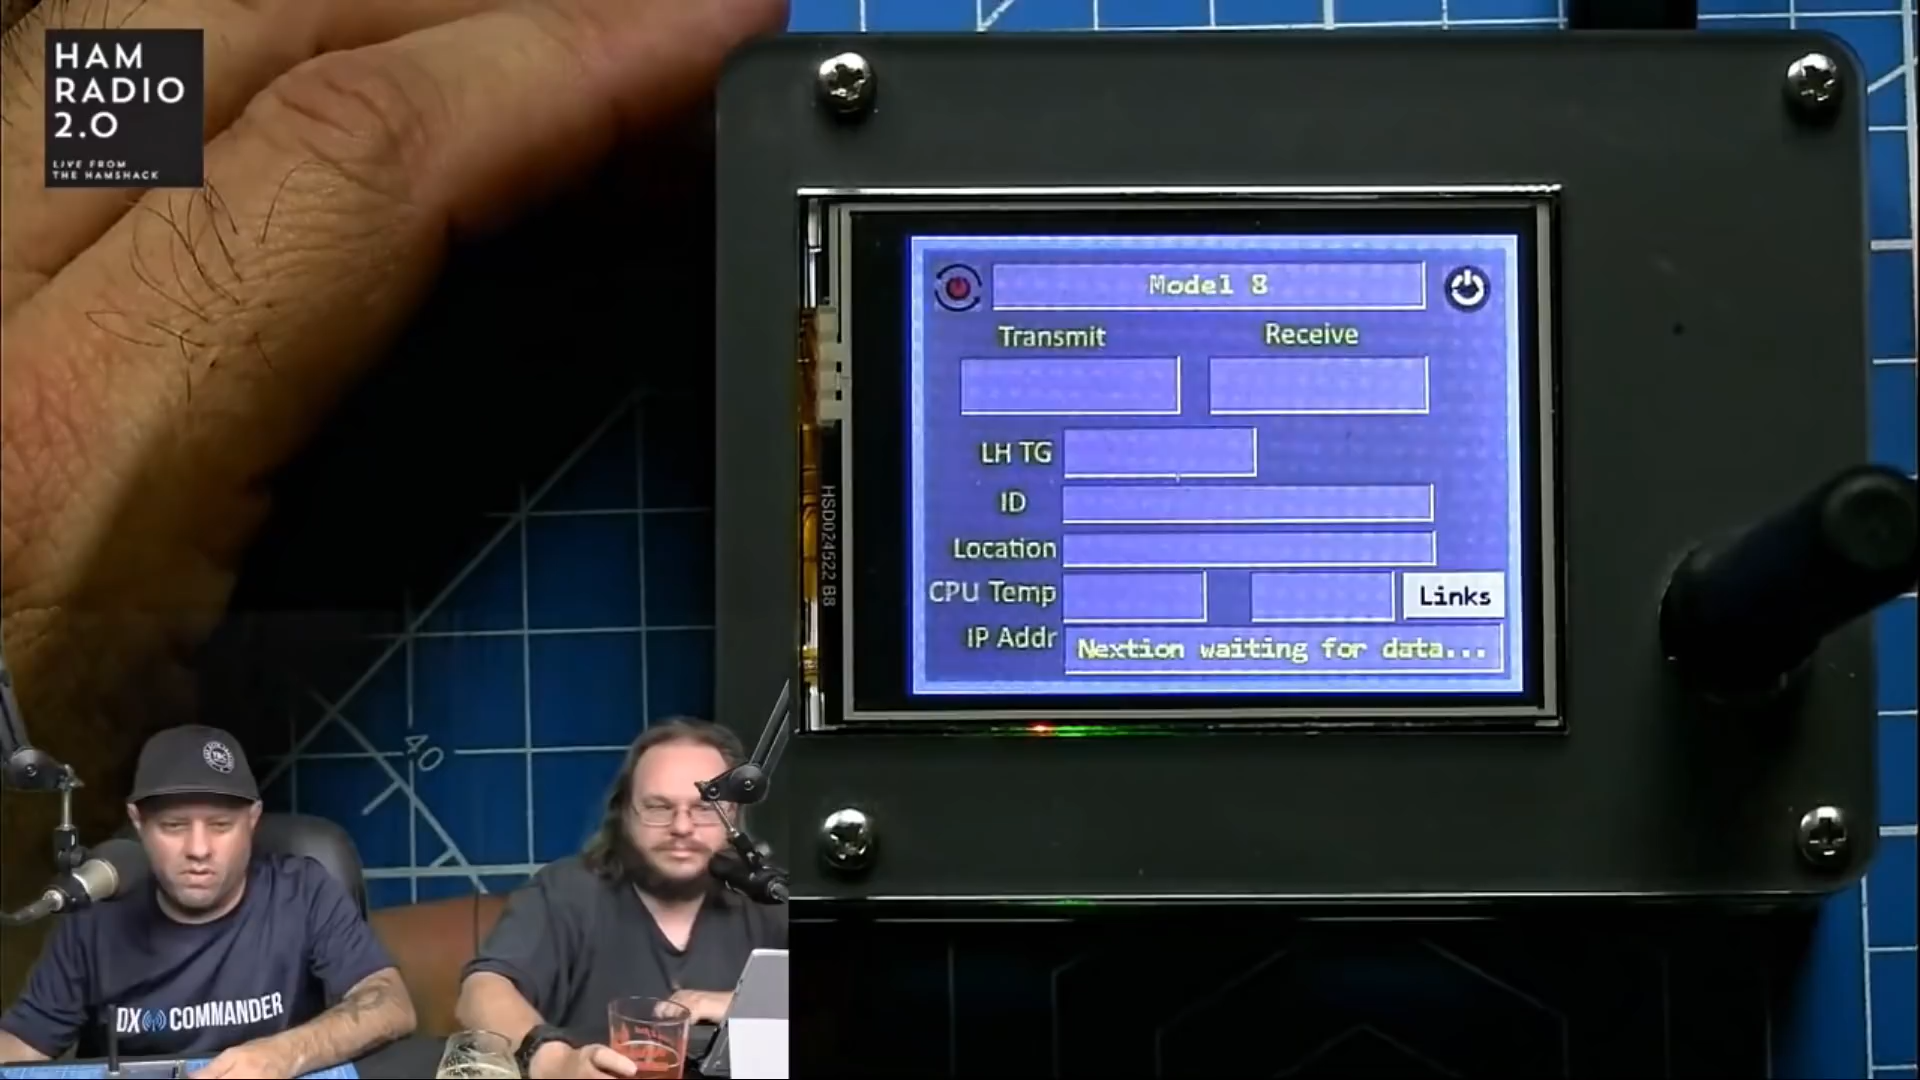 HAM
RADIO
2.0
LIVE FROM
THE HAMSHACK
Model 8
Transmit
Receive
LH TG
ID
Location
CPU Temp
Links
IP Addr
Nextion waiting for data...
HSD024522 B8
40
DX COMMANDER